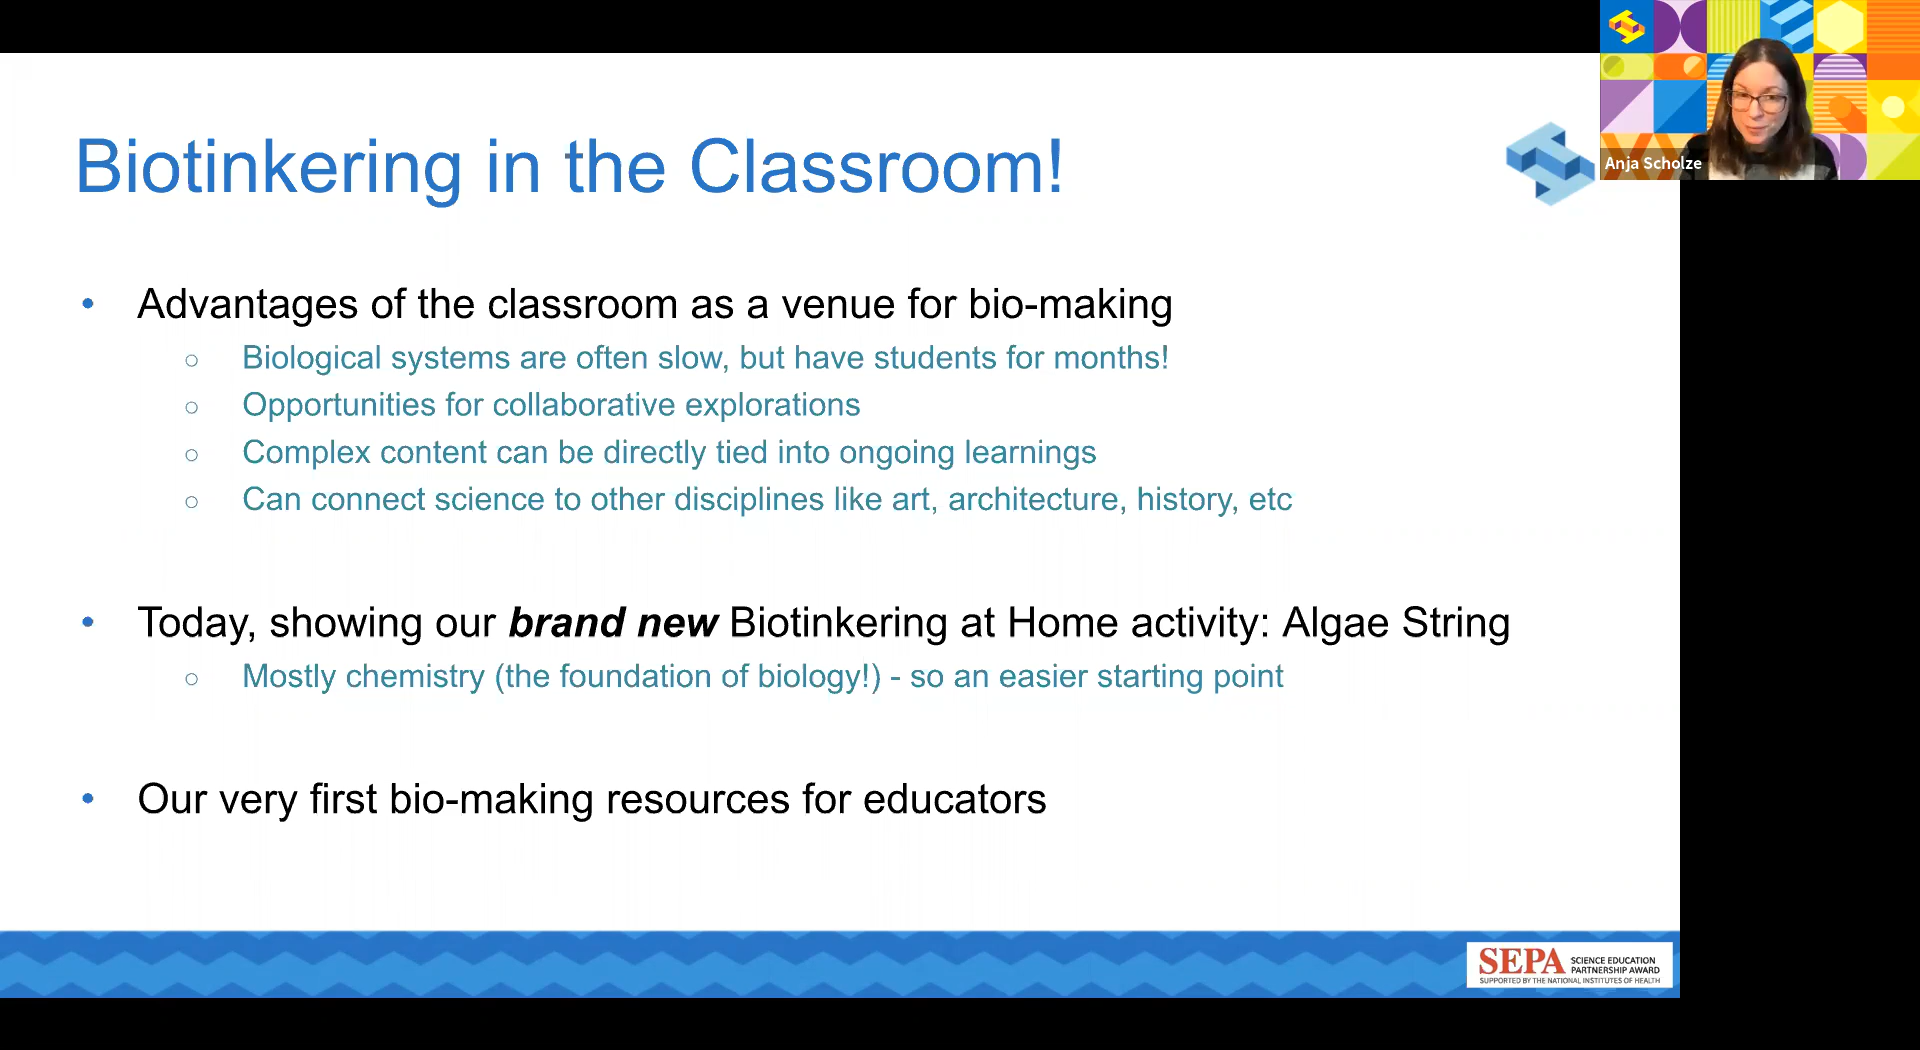 Biotinkering in the Classroom!
Anja Scholze
• Advantages of the classroom as a venue for bio-making
○ Biological systems are often slow, but have students for months!
○ Opportunities for collaborative explorations
○ Complex content can be directly tied into ongoing learnings
○ Can connect science to other disciplines like art, architecture, history, etc
• Today, showing our brand new Biotinkering at Home activity: Algae String
○ Mostly chemistry (the foundation of biology!) - so an easier starting point
• Our very first bio-making resources for educators
SEPA SCIENCE EDUCATION
PARTNERSHIP AWARD
SUPPORTED BY THE NATIONAL INSTITUTES OF HEALTH